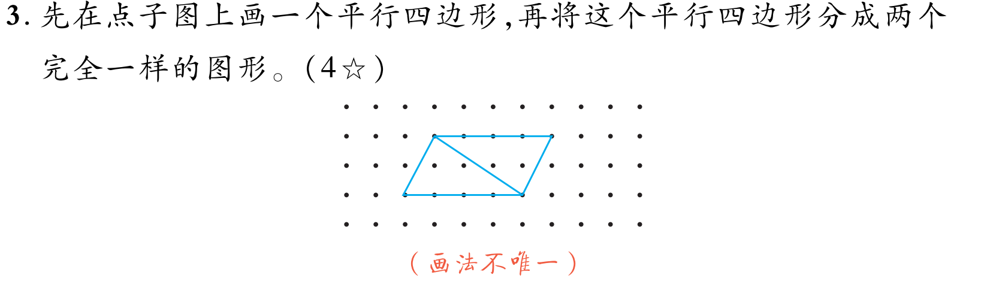 3. 先在点子图上画一个平行四边形,再将这个平行四边形分成两个
完全一样的图形。(4☆)
(画法不唯一)